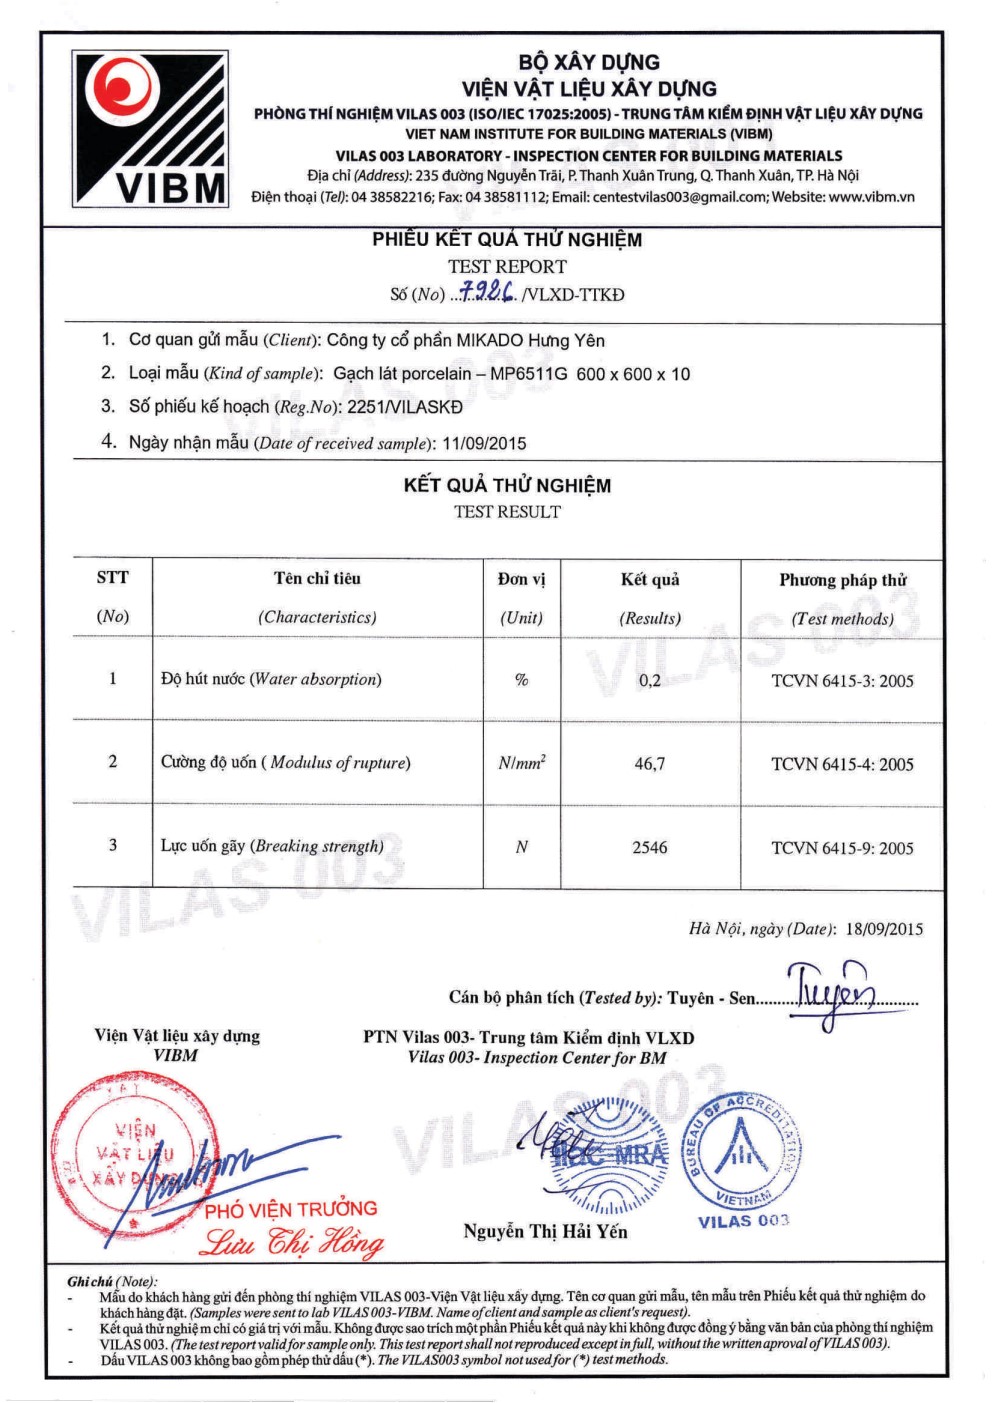 VIBM
BỘ XÂY DỰNG
VIỆN VẬT LIỆU XÂY DỰNG
PHÒNG THÍ NGHIỆM VILAS 003 (ISO/IEC 17025:2005) - TRUNG TÂM KIỂM ĐỊNH VẬT LIỆU XÂY DỰNG
VIET NAM INSTITUTE FOR BUILDING MATERIALS (VIBM)
VILAS 003 LABORATORY - INSPECTION CENTER FOR BUILDING MATERIALS
Địa chỉ (Address): 235 đường Nguyễn Trãi, P. Thanh Xuân Trung, Q. Thanh Xuân, TP. Hà Nội
Điện thoại (Tel): 04 38582216; Fax: 04 38581112; Email: centestvilas003@gmail.com; Website: www.vibm.vn
PHIẾU KẾT QUẢ THỬ NGHIỆM
TEST REPORT
Số (No) ...7926. /VLXD-TTKĐ
1. Cơ quan gửi mẫu (Client): Công ty cổ phần MIKADO Hưng Yên
2. Loại mẫu (Kind of sample): Gạch lát porcelain – MP6511G 600 x 600 x 10
3. Số phiếu kế hoạch (Reg.No): 2251/VILASKĐ
4. Ngày nhận mẫu (Date of received sample): 11/09/2015
KẾT QUẢ THỬ NGHIỆM
TEST RESULT
STT Tên chỉ tiêu Đơn vị Kết quả Phương pháp thử
(No) (Characteristics) (Unit) (Results) (Test methods)
VILAS 003
1 Độ hút nước (Water absorption) % 0,2 TCVN 6415-3: 2005
2 Cường độ uốn ( Modulus of rupture) N/mm² 46,7 TCVN 6415-4: 2005
3 Lực uốn gãy (Breaking strength) N 2546 TCVN 6415-9: 2005
VILAS 003
Hà Nội, ngày (Date): 18/09/2015
Cán bộ phân tích (Tested by): Tuyên - Sen.......... Tuyên ..........
Viện Vật liệu xây dựng PTN Vilas 003- Trung tâm Kiểm định VLXD
VIBM Vilas 003- Inspection Center for BM
VILAS 003
VIỆN
VẬT LIỆU
XÂY DỰNG
MRA
BUREAU OF ACCREDITATION
VIETNAM
VILAS 003
PHÓ VIỆN TRƯỞNG
Lưu Thị Hồng
Nguyễn Thị Hải Yến
Ghi chú (Note):
- Mẫu do khách hàng gửi đến phòng thí nghiệm VILAS 003-Viện Vật liệu xây dựng. Tên cơ quan gửi mẫu, tên mẫu trên Phiếu kết quả thử nghiệm do
khách hàng đặt. (Samples were sent to lab VILAS 003-VIBM. Name of client and sample as client's request).
- Kết quả thử nghiệm chỉ có giá trị với mẫu. Không được sao trích một phần Phiếu kết quả này khi không được đồng ý bằng văn bản của phòng thí nghiệm
VILAS 003. (The test report valid for sample only. This test report shall not reproduced except in full, without the written aproval of VILAS 003).
- Dấu VILAS 003 không bao gồm phép thử dấu (*). The VILAS003 symbol not used for (*) test methods.